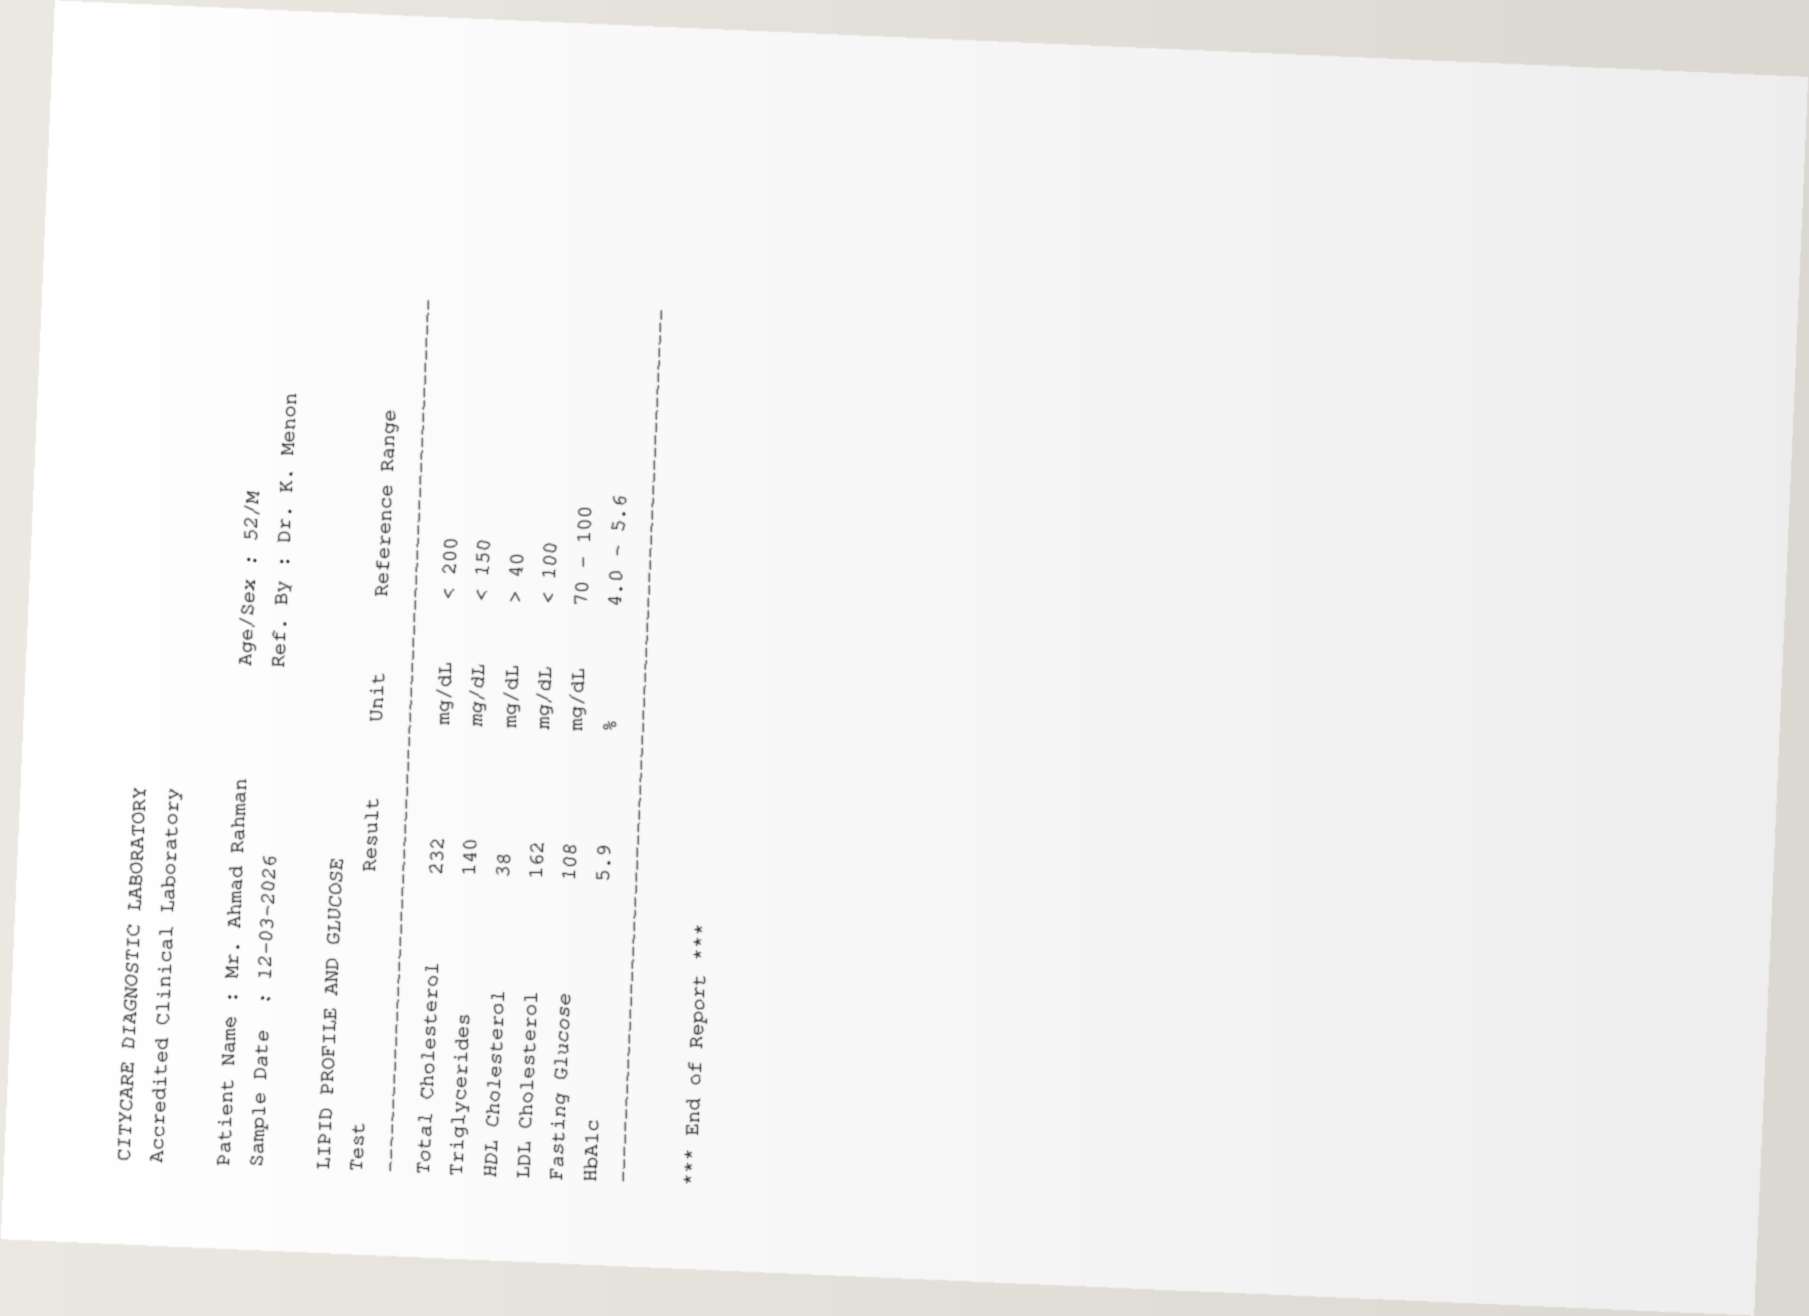 CITYCARE DIAGNOSTIC LABORATORY
Accredited Clinical Laboratory
Patient Name : Mr. Ahmad Rahman Age/Sex : 52/M
Sample Date : 12-03-2026 Ref. By : Dr. K. Menon
LIPID PROFILE AND GLUCOSE
Test Result Unit Reference Range
----------------------------------------------------------------------
Total Cholesterol 232 mg/dL < 200
Triglycerides 140 mg/dL < 150
HDL Cholesterol 38 mg/dL > 40
LDL Cholesterol 162 mg/dL < 100
Fasting Glucose 108 mg/dL 70 - 100
HbA1c 5.9 % 4.0 - 5.6
----------------------------------------------------------------------
*** End of Report ***